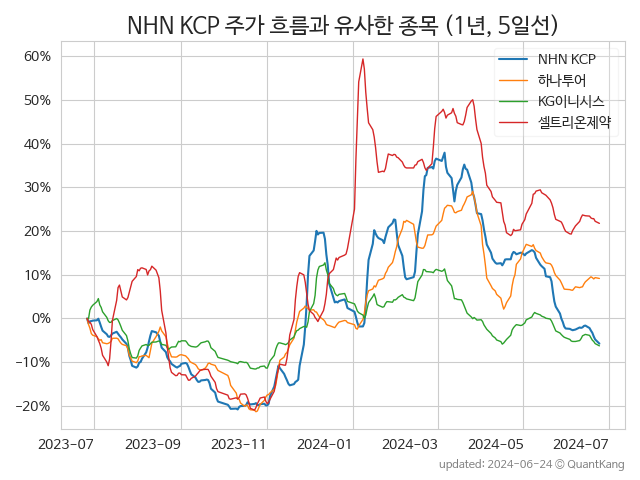 NHN KCP 주가 흐름과 유사한 종목 (1년, 5일선)
NHN KCP
하나투어
KG이니시스
셀트리온제약
60%
50%
40%
30%
20%
10%
0%
−10%
−20%
2023-07
2023-09
2023-11
2024-01
2024-03
2024-05
2024-07
updated: 2024-06-24 © QuantKang